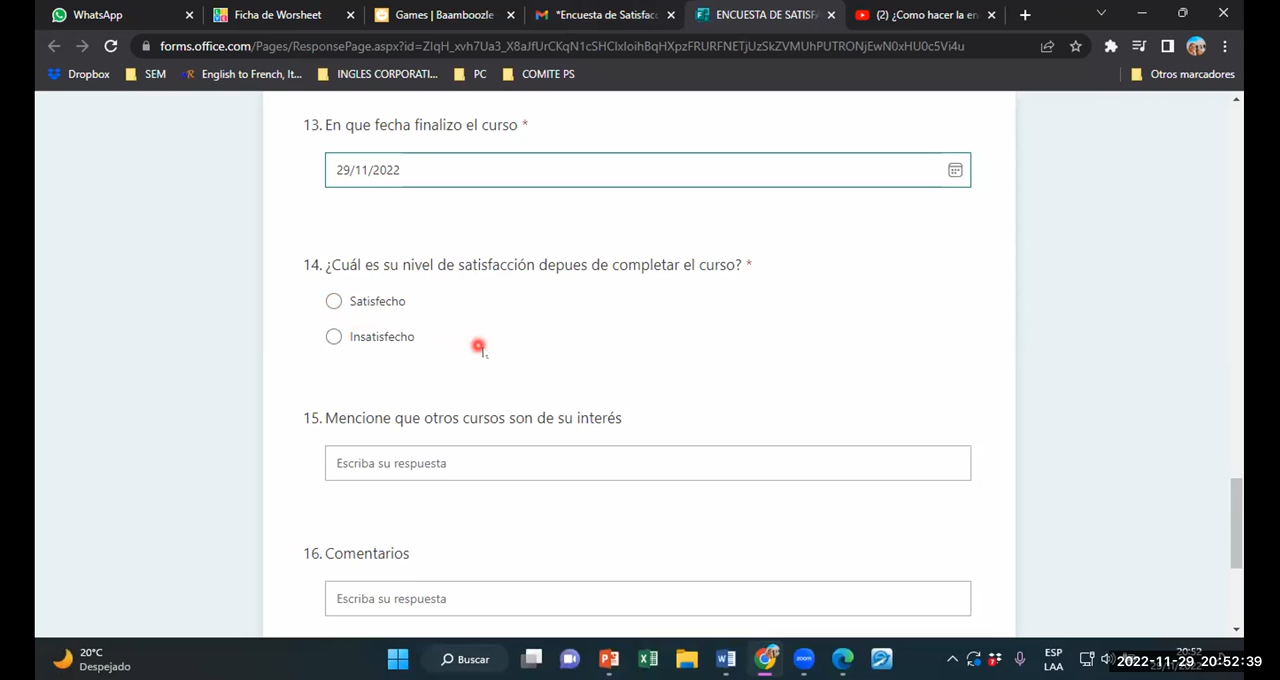 WhatsApp
Ficha de Worsheet
Games | Baamboozle
*Encuesta de Satisfac
ENCUESTA DE SATISF
(2) ¿Como hacer la en
forms.office.com/Pages/ResponsePage.aspx?id=ZIqH_xvh7Ua3_X8aJfUrCKqN1cSHCIxIoihBqHXpzFRURFNETjUzSkZVMUhPUTRONjEwN0xHU0c5Vi4u
Dropbox
SEM
English to French, It...
INGLES CORPORATI...
PC
COMITE PS
Otros marcadores
13. En que fecha finalizo el curso *
29/11/2022
14. ¿Cuál es su nivel de satisfacción depues de completar el curso? *
Satisfecho
Insatisfecho
15. Mencione que otros cursos son de su interés
Escriba su respuesta
16. Comentarios
Escriba su respuesta
20°C
Despejado
Buscar
zoom
ESP
LAA
20:52
2022-11-29 20:52:39